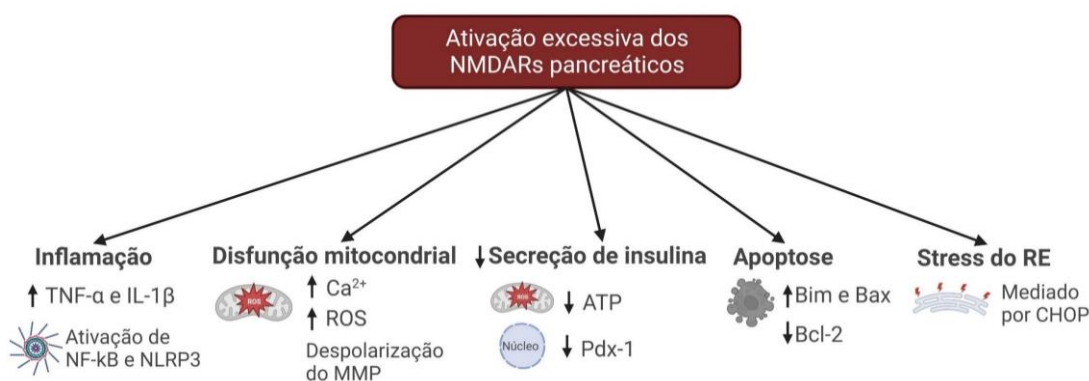 Ativação excessiva dos
NMDARs pancreáticos
Inflamação
↑ TNF-α e IL-1β
Ativação de
NF-kB e NLRP3
Disfunção mitocondrial
ROS
↑ Ca²⁺
↑ ROS
Despolarização
do MMP
↓ Secreção de insulina
ROS
↓ ATP
Núcleo
↓ Pdx-1
Apoptose
↑ Bim e Bax
↓ Bcl-2
Stress do RE
Mediado
por CHOP